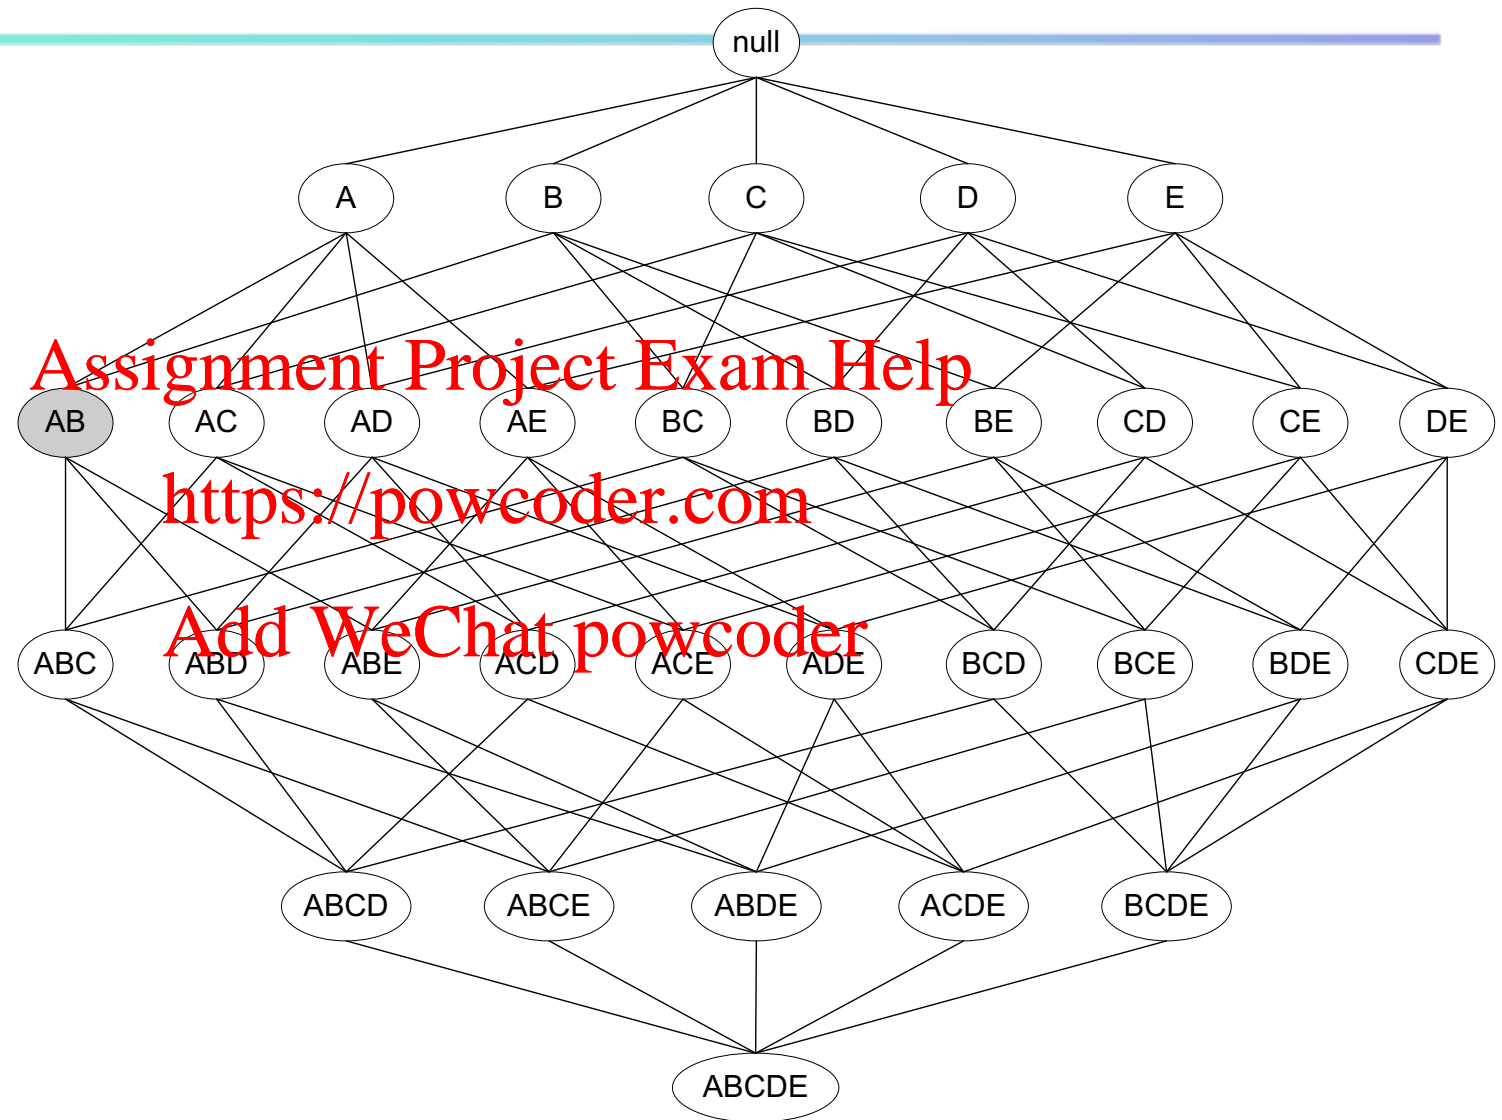 null
A B C D E
Assignment Project Exam Help
AB AC AD AE BC BD BE CD CE DE
https://powcoder.com
Add WeChat powcoder
ABC ABD ABE ACD ACE ADE BCD BCE BDE CDE
ABCD ABCE ABDE ACDE BCDE
ABCDE